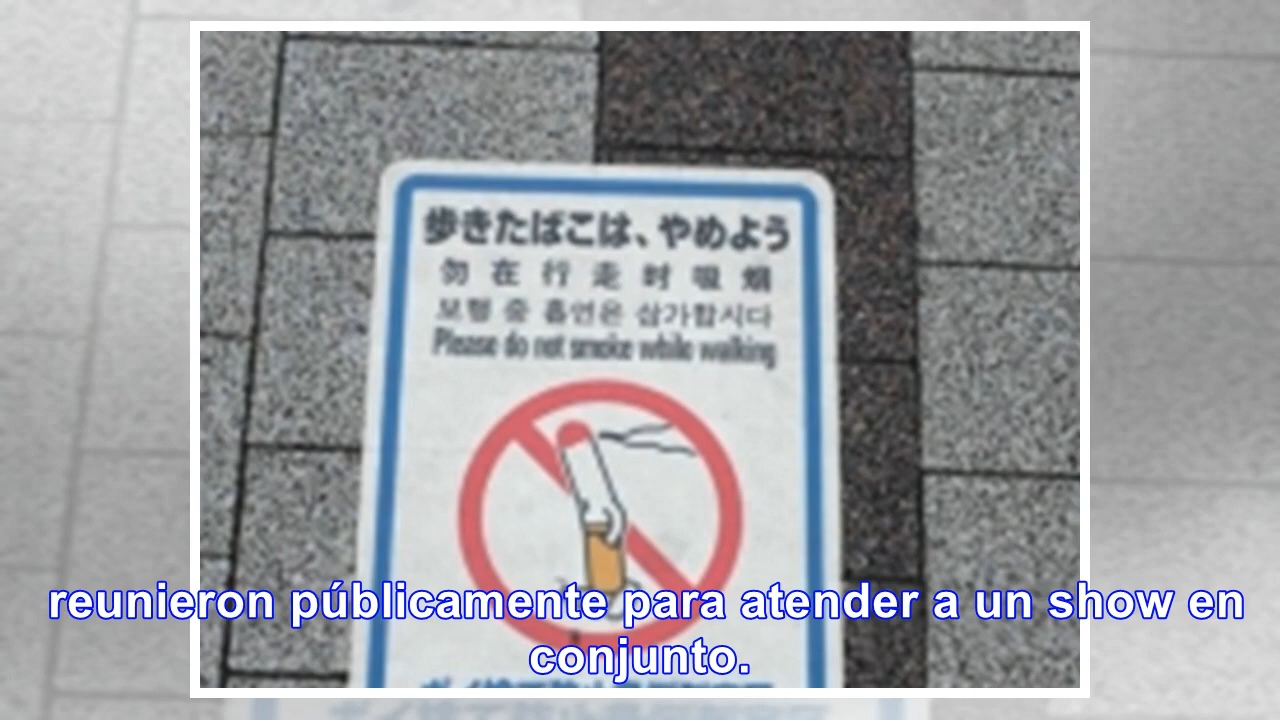 歩きたばこは、やめよう
勿在行走时吸烟
보행 중 흡연은 삼가합시다
Please do not smoke while walking
reunieron públicamente para atender a un show en
conjunto.